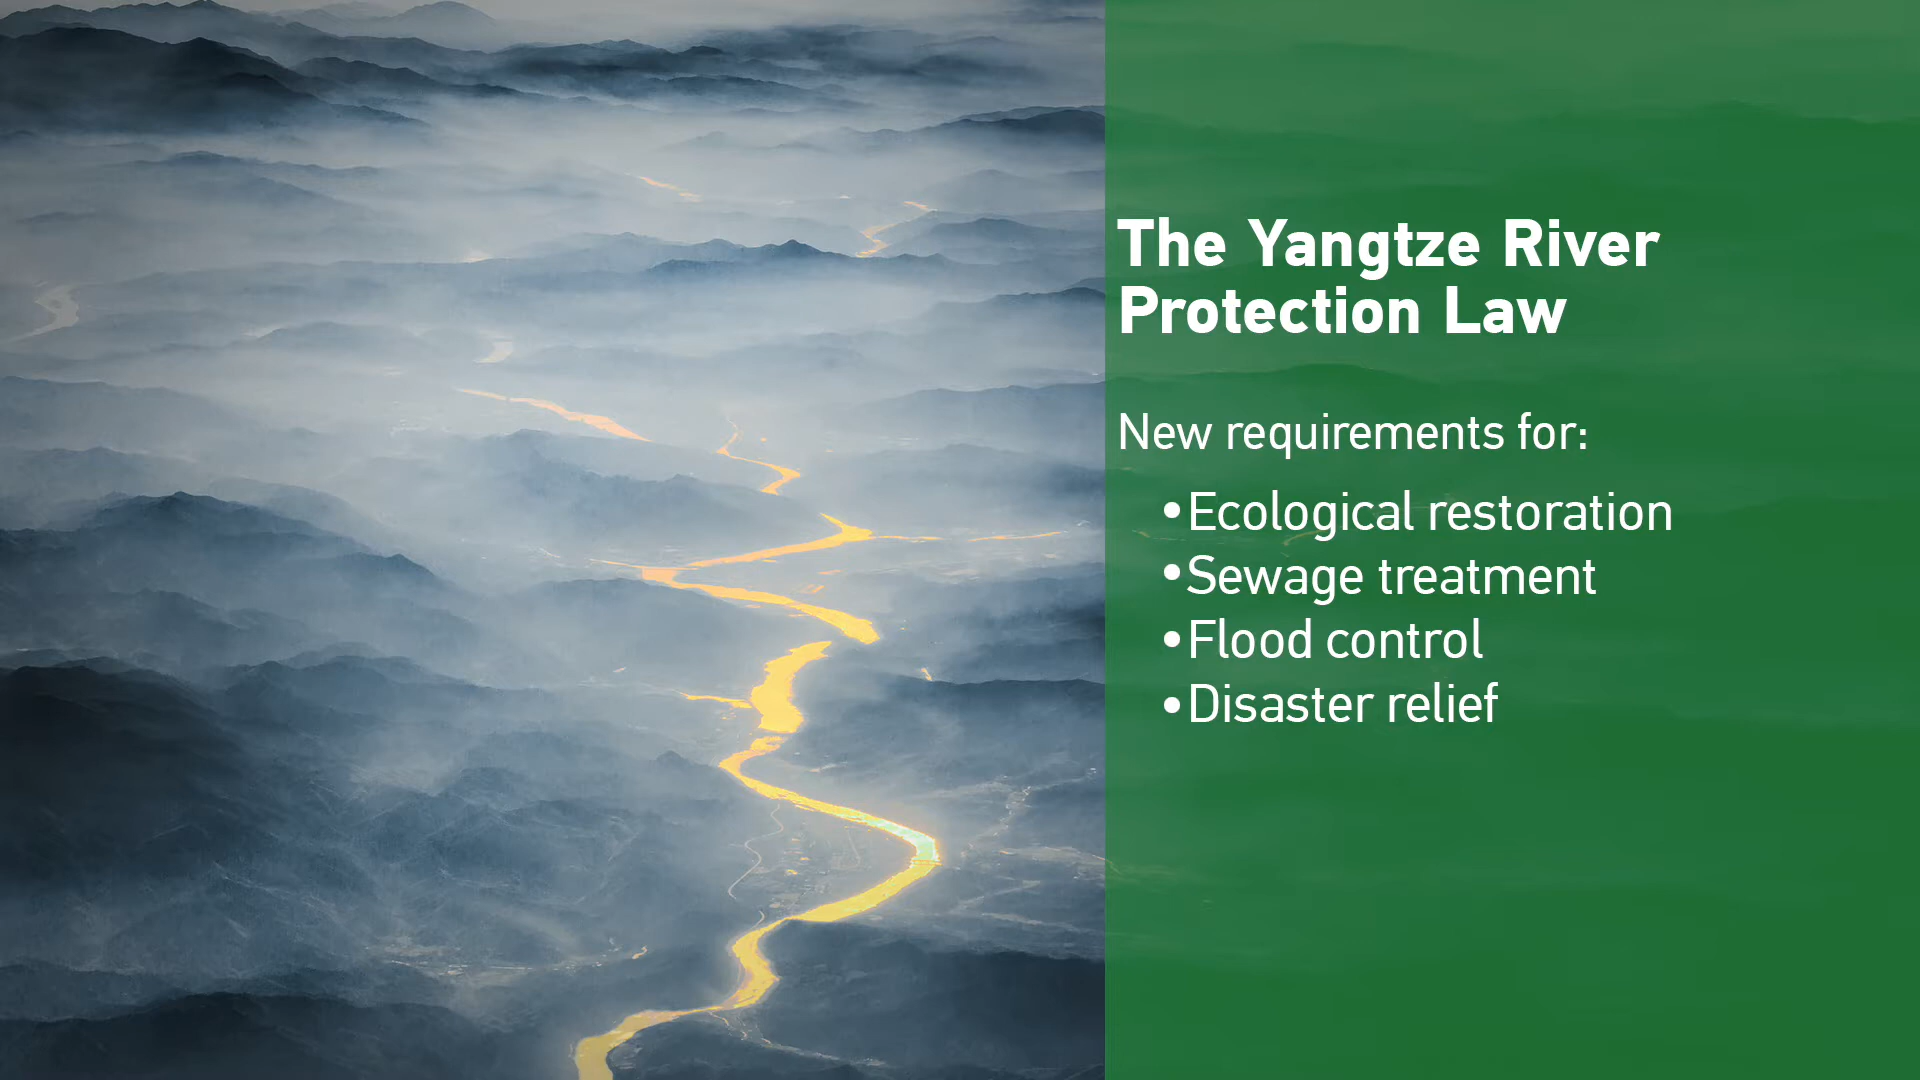 The Yangtze River
Protection Law
New requirements for:
•Ecological restoration
•Sewage treatment
•Flood control
•Disaster relief